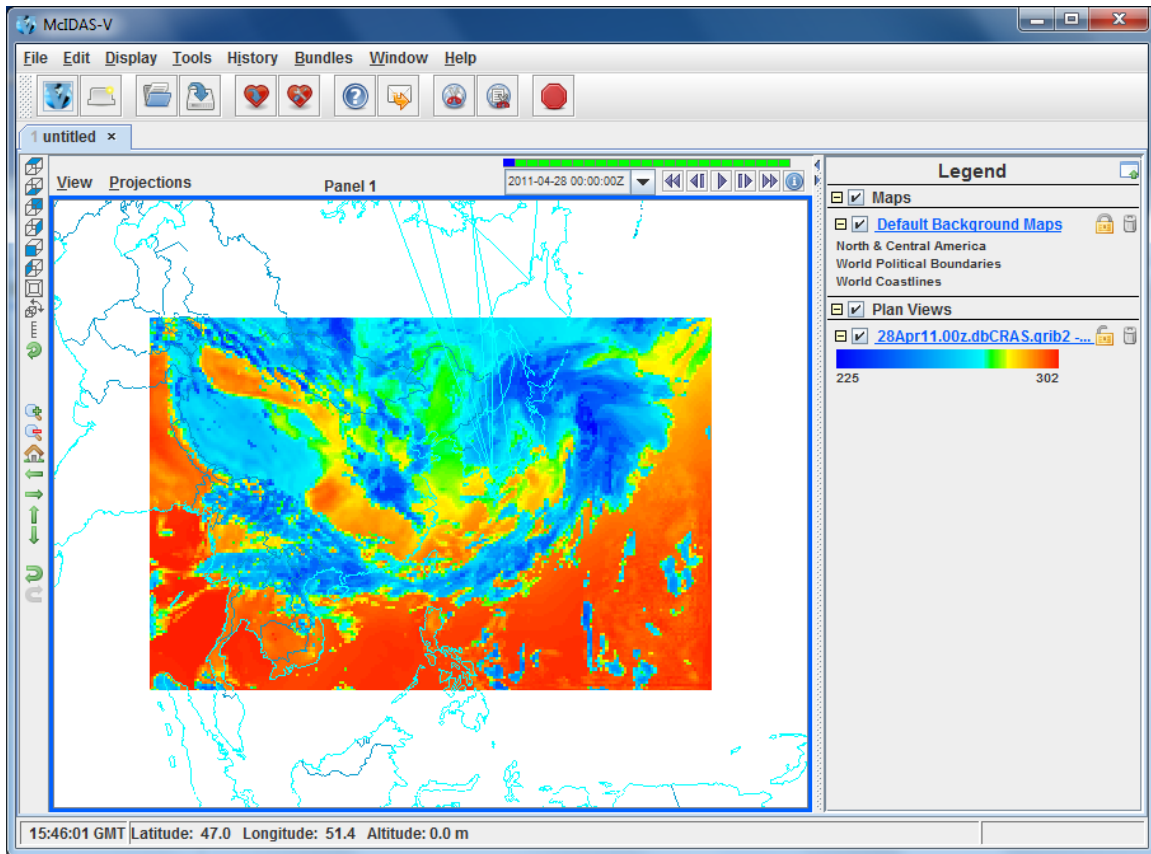 McIDAS-V
File Edit Display Tools History Bundles Window Help
1 untitled ×
View Projections Panel 1 2011-04-28 00:00:00Z
Legend
Maps
Default Background Maps
North & Central America
World Political Boundaries
World Coastlines
Plan Views
28Apr11.00z.dbCRAS.grib2 -...
225 302
15:46:01 GMT Latitude: 47.0 Longitude: 51.4 Altitude: 0.0 m